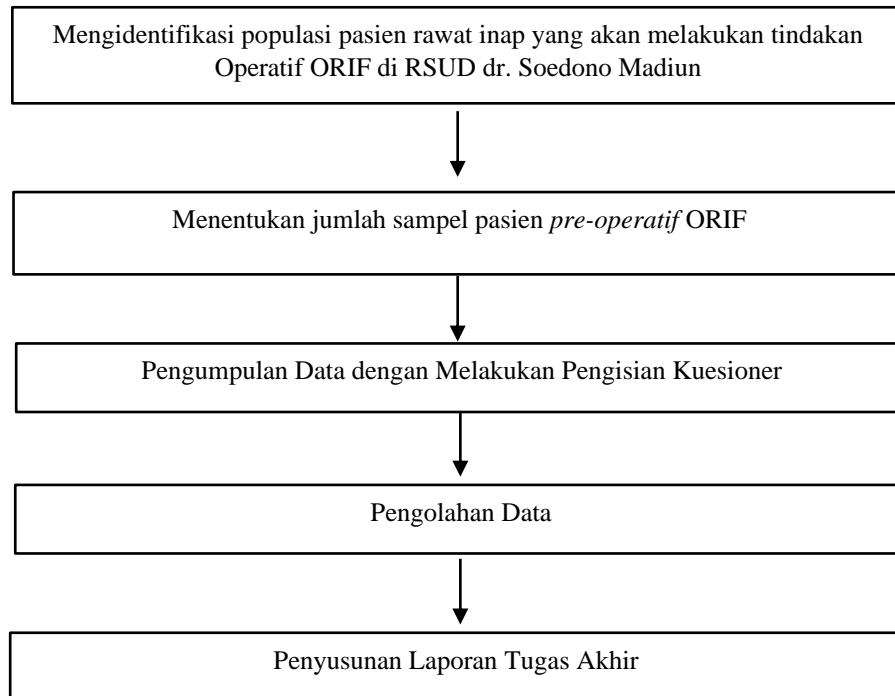 Mengidentifikasi populasi pasien rawat inap yang akan melakukan tindakan
Operatif ORIF di RSUD dr. Soedono Madiun
Menentukan jumlah sampel pasien pre-operatif ORIF
Pengumpulan Data dengan Melakukan Pengisian Kuesioner
Pengolahan Data
Penyusunan Laporan Tugas Akhir